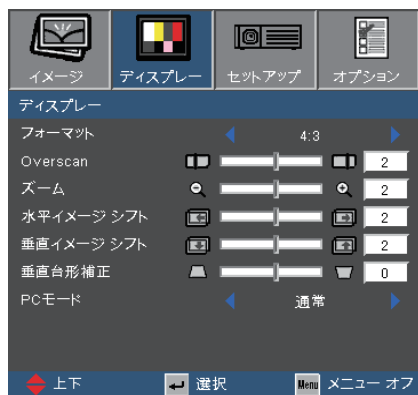 イメージ ディスプレー セットアップ オプション
ディスプレー
フォーマット 4:3
Overscan 2
ズーム 2
水平イメージ シフト 2
垂直イメージ シフト 2
垂直台形補正 0
PCモード 通常
上下 選択 Menu メニュー オフ